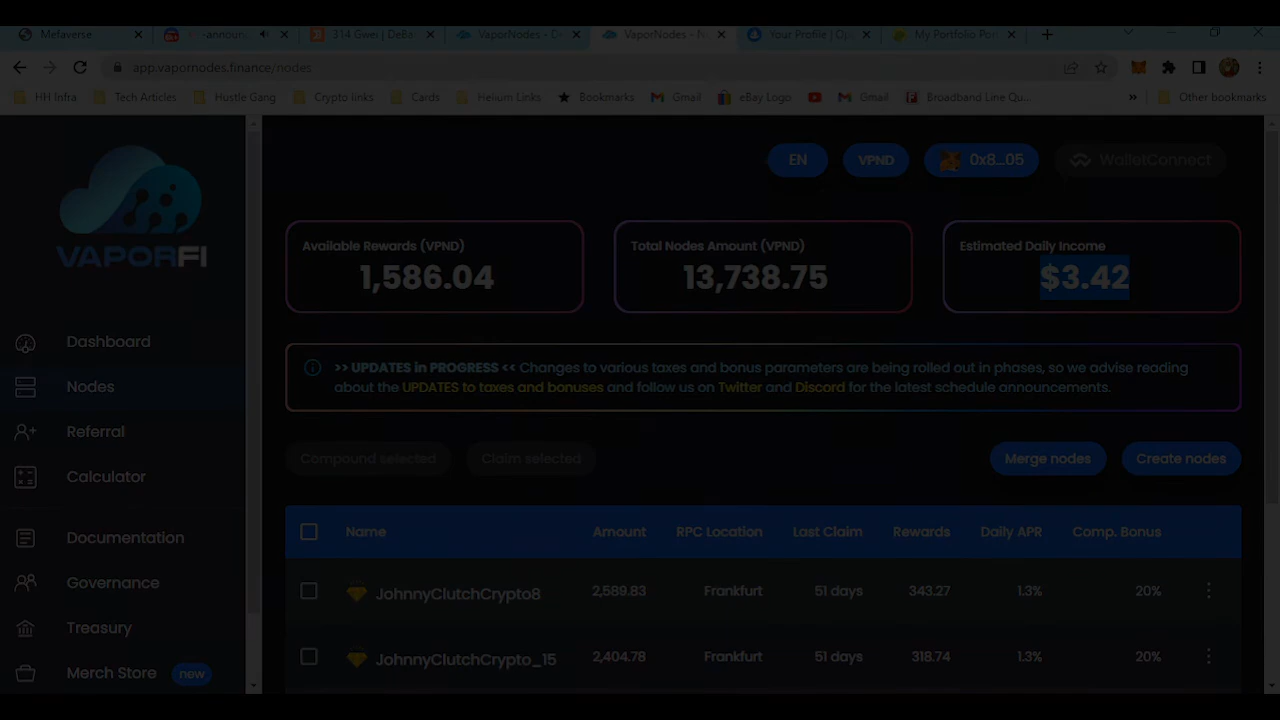 Mefaverse
-announc
314 Gwei | DeBa
VaporNodes - D
VaporNodes - N
Your Profile | Op
My Portfolio Por
app.vapornodes.finance/nodes
HH Infra
Tech Articles
Hustle Gang
Crypto links
Cards
Helium Links
Bookmarks
Gmail
eBay Logo
Gmail
Broadband Line Qu...
Other bookmarks
VAPORFI
EN
VPND
0x8...05
WalletConnect
Available Rewards (VPND)
1,586.04
Total Nodes Amount (VPND)
13,738.75
Estimated Daily Income
$3.42
>> UPDATES in PROGRESS << Changes to various taxes and bonus parameters are being rolled out in phases, so we advise reading
about the UPDATES to taxes and bonuses and follow us on Twitter and Discord for the latest schedule announcements.
Dashboard
Nodes
Referral
Calculator
Documentation
Governance
Treasury
Merch Store new
Compound selected
Claim selected
Merge nodes
Create nodes
Name Amount RPC Location Last Claim Rewards Daily APR Comp. Bonus
JohnnyClutchCrypto8 2,589.83 Frankfurt 51 days 343.27 1.3% 20%
JohnnyClutchCrypto_15 2,404.78 Frankfurt 51 days 318.74 1.3% 20%